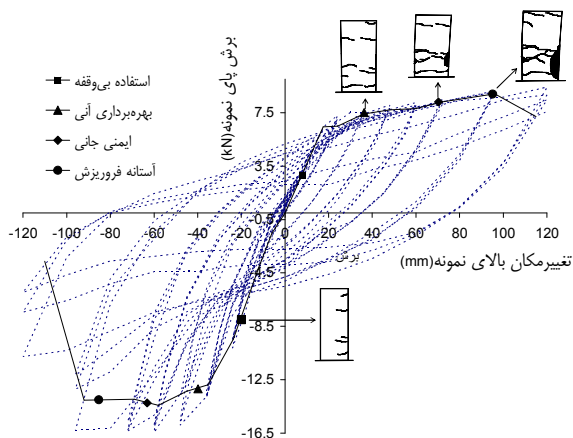 استفاده بی‌وقفه
بهره‌برداری آنی
ایمنی جانی
آستانه فروریزش
برش پای نمونه(kN)
7.5
3.5
-0.5
-4.5
-8.5
-12.5
-16.5
-120 -100 -80 -60 -40 -20 0 20 40 60 80 100 120
برش
تغییرمکان بالای نمونه(mm)